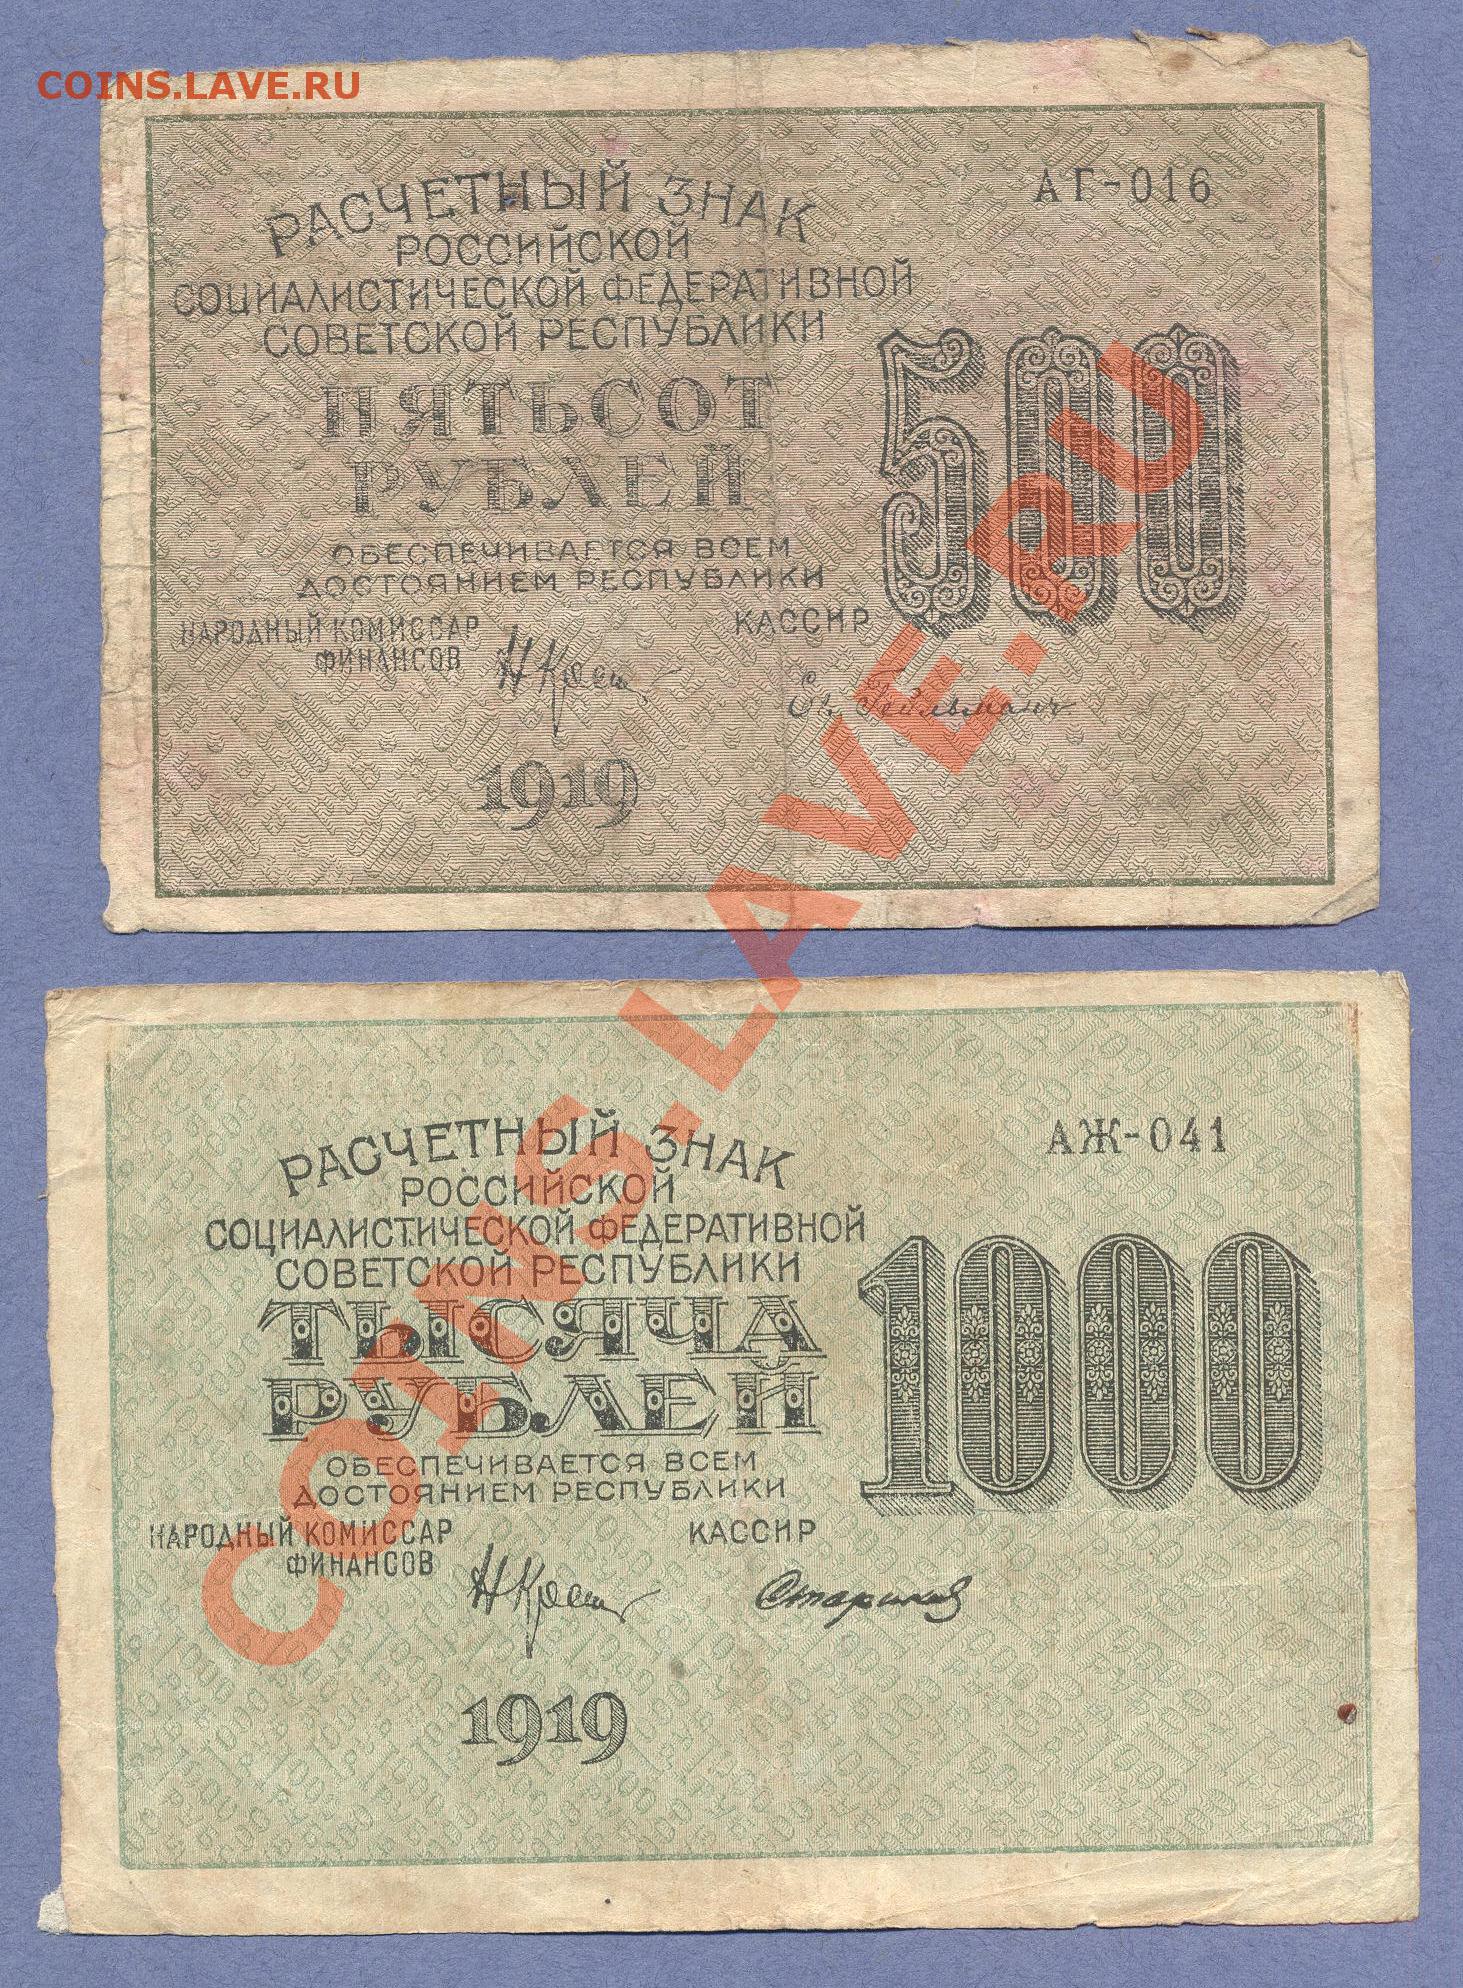 COINS.LAVE.RU
АГ-016
РАСЧЕТНЫЙ ЗНАК
РОССИЙСКОЙ
СОЦИАЛИСТИЧЕСКОЙ ФЕДЕРАТИВНОЙ
СОВЕТСКОЙ РЕСПУБЛИКИ
ПЯТЬСОТ
РУБЛЕЙ
500
ОБЕСПЕЧИВАЕТСЯ ВСЕМ
ДОСТОЯНИЕМ РЕСПУБЛИКИ
НАРОДНЫЙ КОМИССАР
ФИНАНСОВ
КАССИР
1919
COINS.LAVE.RU
АЖ-041
РАСЧЕТНЫЙ ЗНАК
РОССИЙСКОЙ
СОЦИАЛИСТИЧЕСКОЙ ФЕДЕРАТИВНОЙ
СОВЕТСКОЙ РЕСПУБЛИКИ
ТЫСЯЧА
РУБЛЕЙ
1000
ОБЕСПЕЧИВАЕТСЯ ВСЕМ
ДОСТОЯНИЕМ РЕСПУБЛИКИ
НАРОДНЫЙ КОМИССАР
ФИНАНСОВ
КАССИР
1919